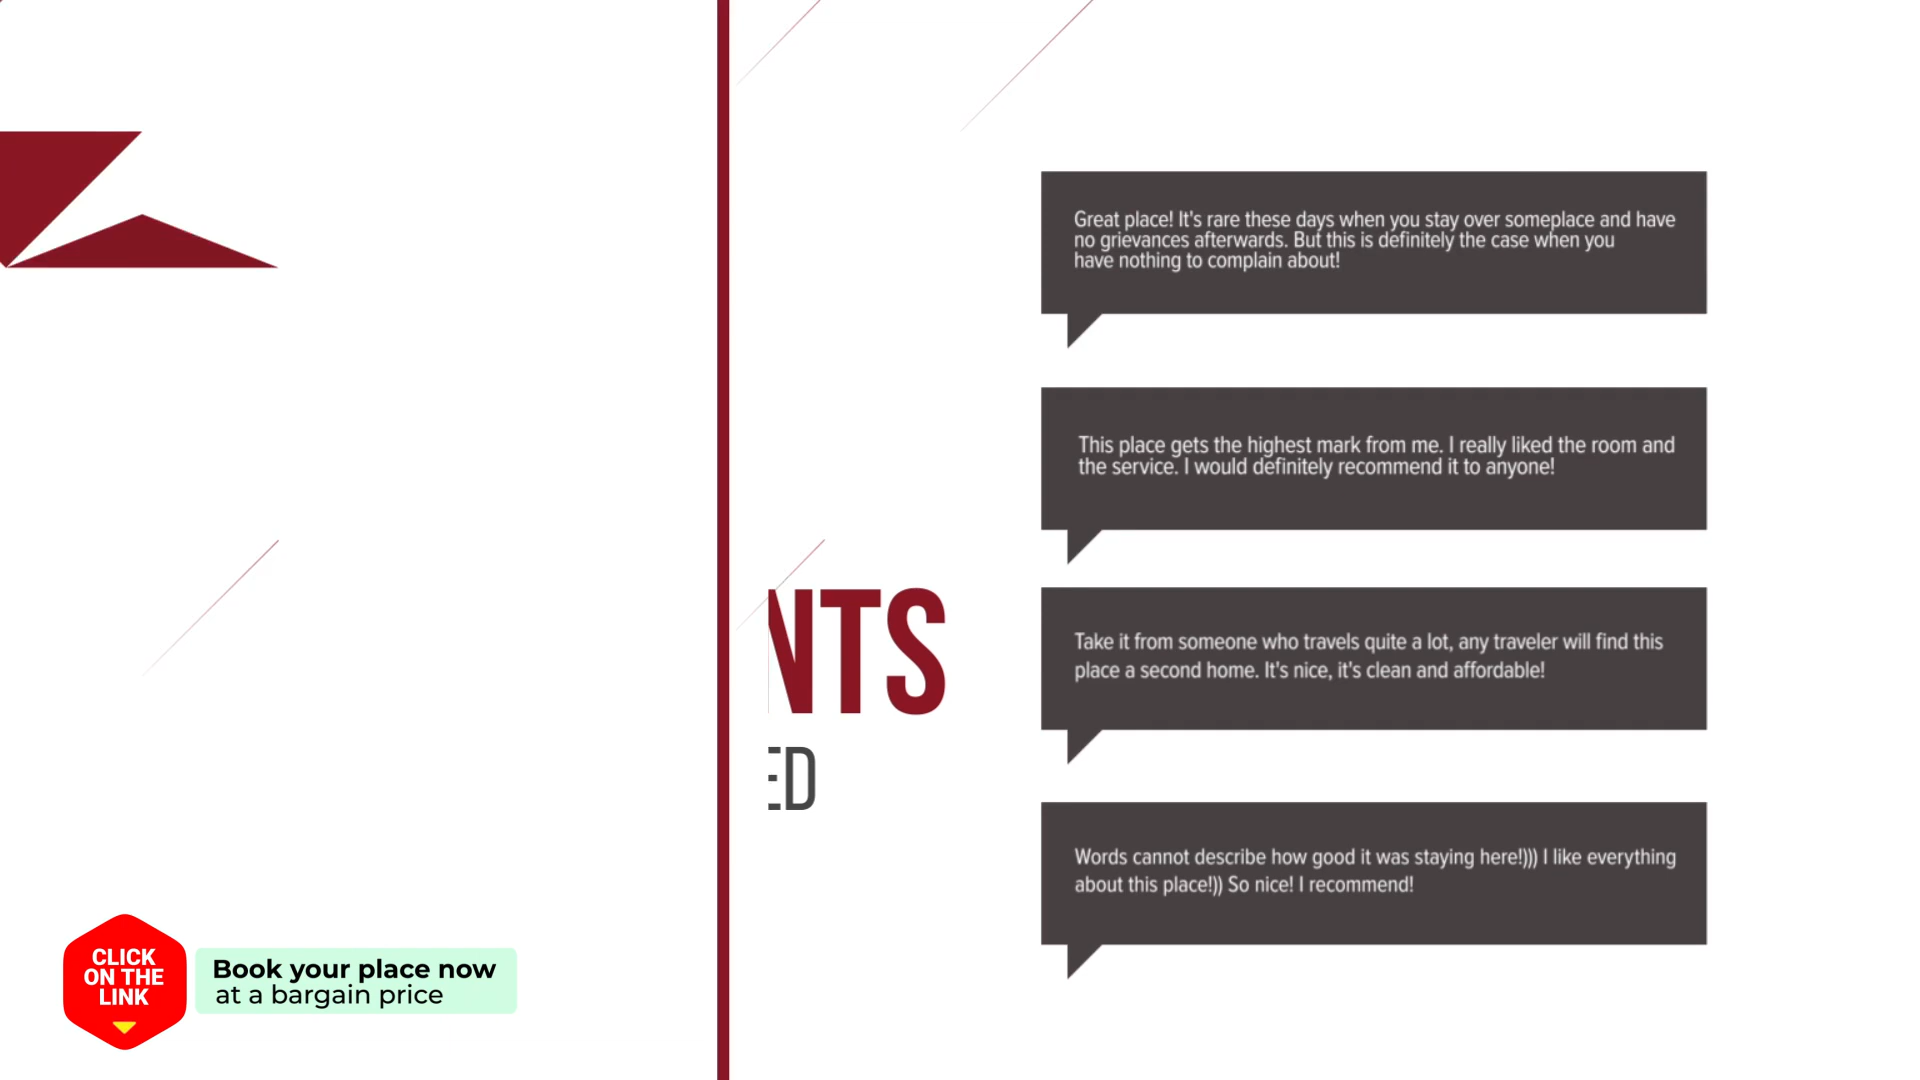 Great place! It's rare these days when you stay over someplace and have
no grievances afterwards. But this is definitely the case when you
have nothing to complain about!
This place gets the highest mark from me. I really liked the room and
the service. I would definitely recommend it to anyone!
NTS
ED
Take it from someone who travels quite a lot, any traveler will find this
place a second home. It's nice, it's clean and affordable!
Words cannot describe how good it was staying here!))) I like everything
about this place!)) So nice! I recommend!
CLICK
ON THE
LINK
Book your place now
at a bargain price